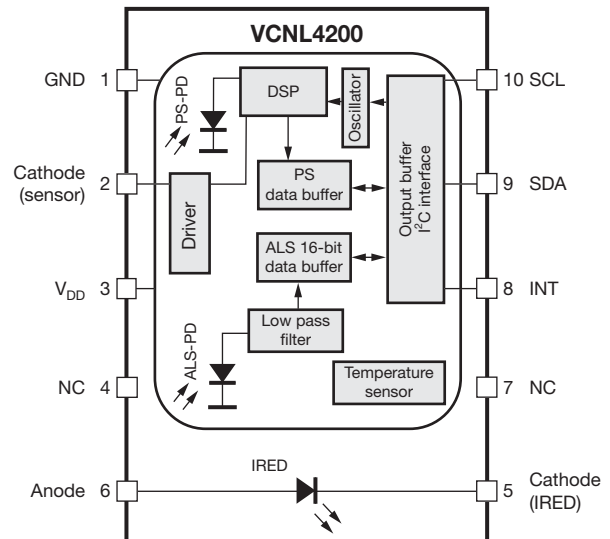 VCNL4200
GND 1
10 SCL
PS-PD
DSP
Oscillator
Output buffer
I²C interface
Cathode
(sensor)
2
PS
data buffer
9 SDA
Driver
ALS 16-bit
data buffer
VDD 3
8 INT
Low pass
filter
ALS-PD
Temperature
sensor
NC 4
7 NC
IRED
Anode 6
5 Cathode
(IRED)